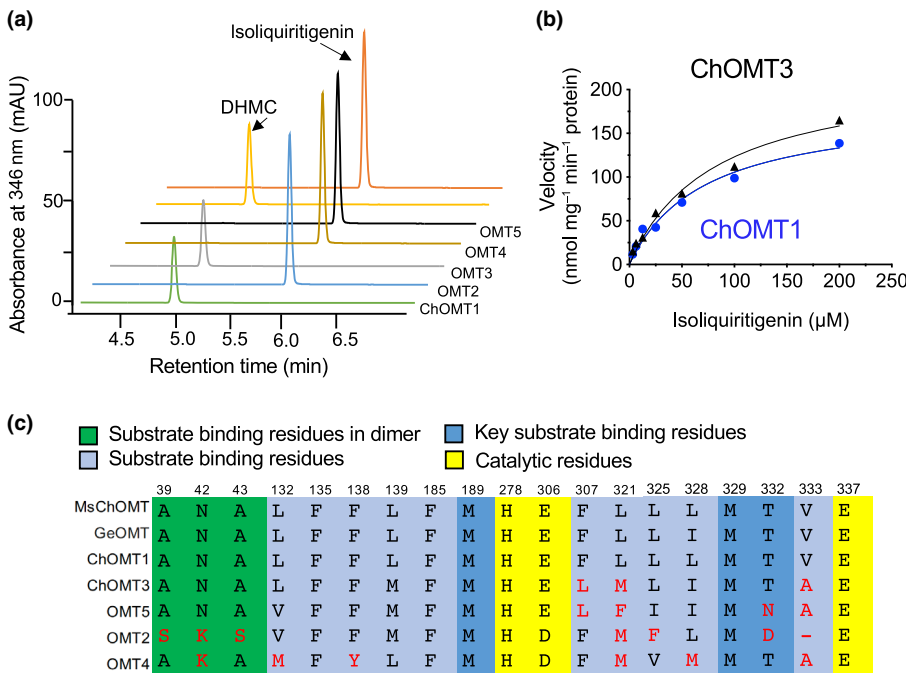 (a)
Absorbance at 346 nm (mAU)
100
50
0
Isoliquiritigenin
DHMC
OMT5
OMT4
OMT3
OMT2
ChOMT1
4.5 5.0 5.5 6.0 6.5
Retention time (min)
(b)
ChOMT3
Velocity
(nmol mg⁻¹ min⁻¹ protein)
200
150
100
50
0
ChOMT1
0 50 100 150 200 250
Isoliquiritigenin (µM)
(c)
Substrate binding residues in dimer
Key substrate binding residues
Substrate binding residues
Catalytic residues
39 42 43 132 135 138 139 185 189 278 306 307 321 325 328 329 332 333 337
MsChOMT A N A L F F L F M H E F L L L M T V E
GeOMT A N A L F F L F M H E F L L I M T V E
ChOMT1 A N A L F F L F M H E F L L L M T V E
ChOMT3 A N A L F F M F M H E L M L I M T A E
OMT5 A N A V F F M F M H E L F I I M N A E
OMT2 S K S V F F M F M H D F M F L M D – E
OMT4 A K A M F Y L F M H D F M V M M T A E